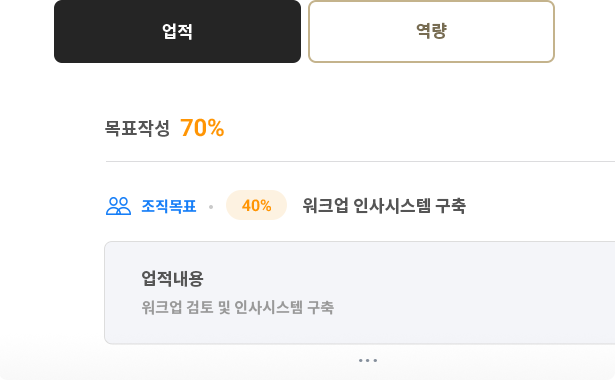 업적
역량
목표작성 70%
조직목표 • 40% 워크업 인사시스템 구축
업적내용
워크업 검토 및 인사시스템 구축
...